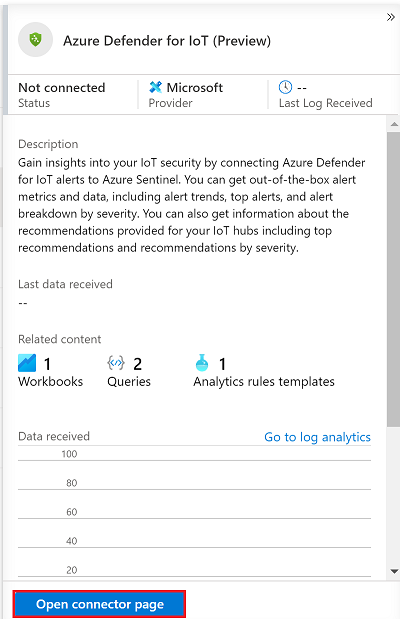 »
Azure Defender for IoT (Preview)
Not connected
Status
Microsoft
Provider
--
Last Log Received
Description
Gain insights into your IoT security by connecting Azure Defender
for IoT alerts to Azure Sentinel. You can get out-of-the-box alert
metrics and data, including alert trends, top alerts, and alert
breakdown by severity. You can also get information about the
recommendations provided for your IoT hubs including top
recommendations and recommendations by severity.
Last data received
--
Related content
1
Workbooks
2
Queries
1
Analytics rules templates
Data received
Go to log analytics
100
80
60
40
20
Open connector page